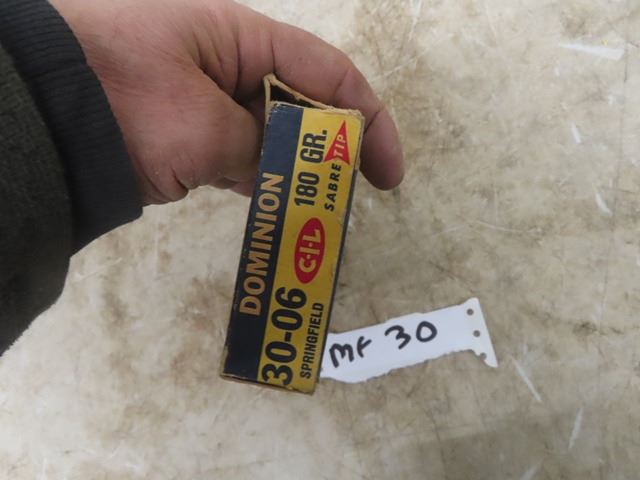 DOMINION
30-06 C-I-L 180 GR.
SPRINGFIELD SABRE TIP
MF 30